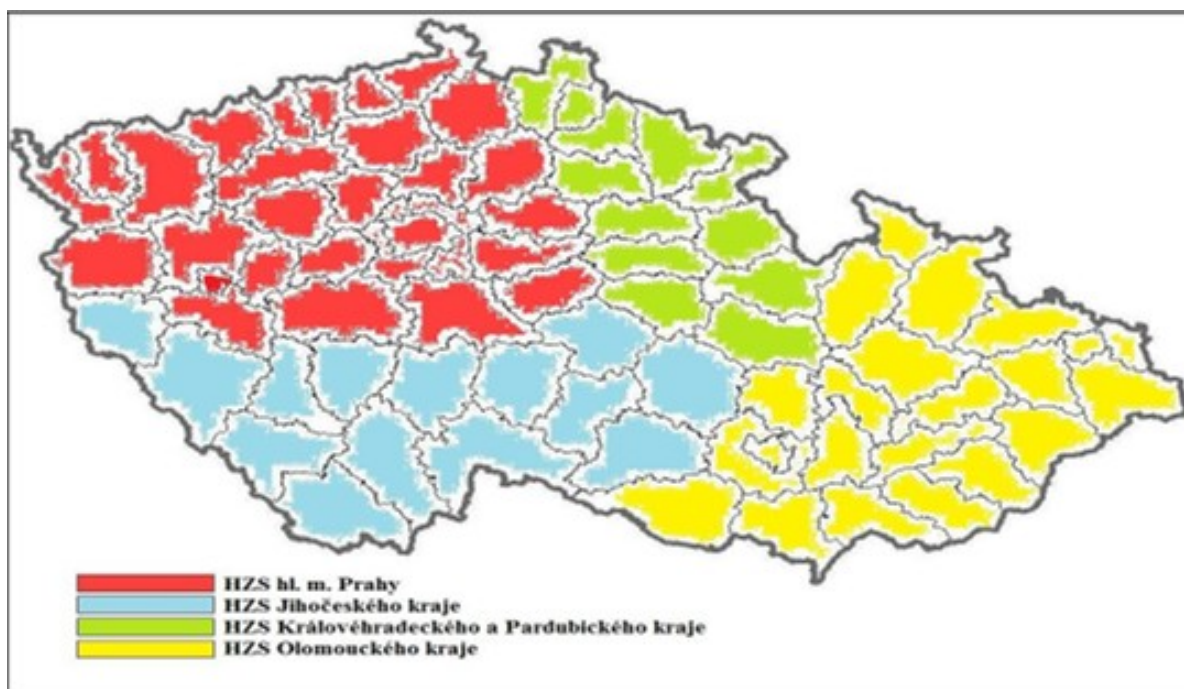 HZS hl. m. Prahy
HZS Jihočeského kraje
HZS Královéhradeckého a Pardubického kraje
HZS Olomouckého kraje